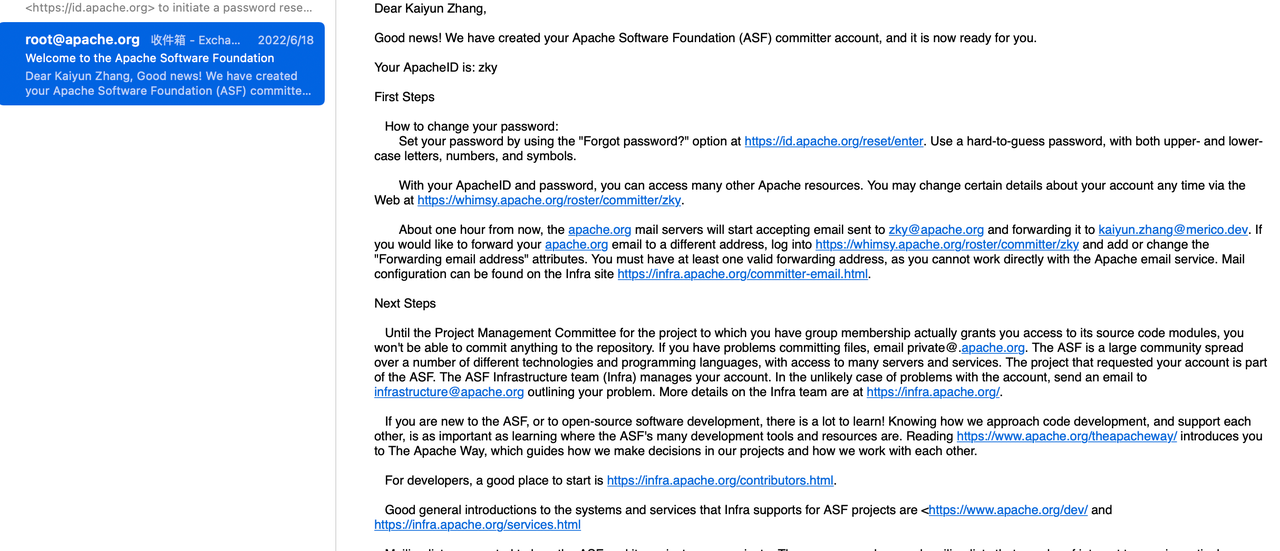 <https://id.apache.org> to initiate a password rese...
root@apache.org 收件箱 - Excha... 2022/6/18
Welcome to the Apache Software Foundation
Dear Kaiyun Zhang, Good news! We have created
your Apache Software Foundation (ASF) committe...
Dear Kaiyun Zhang,
Good news! We have created your Apache Software Foundation (ASF) committer account, and it is now ready for you.
Your ApacheID is: zky
First Steps
How to change your password:
Set your password by using the "Forgot password?" option at https://id.apache.org/reset/enter. Use a hard-to-guess password, with both upper- and lower-
case letters, numbers, and symbols.
With your ApacheID and password, you can access many other Apache resources. You may change certain details about your account any time via the
Web at https://whimsy.apache.org/roster/committer/zky.
About one hour from now, the apache.org mail servers will start accepting email sent to zky@apache.org and forwarding it to kaiyun.zhang@merico.dev. If
you would like to forward your apache.org email to a different address, log into https://whimsy.apache.org/roster/committer/zky and add or change the
"Forwarding email address" attributes. You must have at least one valid forwarding address, as you cannot work directly with the Apache email service. Mail
configuration can be found on the Infra site https://infra.apache.org/committer-email.html.
Next Steps
Until the Project Management Committee for the project to which you have group membership actually grants you access to its source code modules, you
won't be able to commit anything to the repository. If you have problems committing files, email private@.apache.org. The ASF is a large community spread
over a number of different technologies and programming languages, with access to many servers and services. The project that requested your account is part
of the ASF. The ASF Infrastructure team (Infra) manages your account. In the unlikely case of problems with the account, send an email to
infrastructure@apache.org outlining your problem. More details on the Infra team are at https://infra.apache.org/.
If you are new to the ASF, or to open-source software development, there is a lot to learn! Knowing how we approach code development, and support each
other, is as important as learning where the ASF's many development tools and resources are. Reading https://www.apache.org/theapacheway/ introduces you
to The Apache Way, which guides how we make decisions in our projects and how we work with each other.
For developers, a good place to start is https://infra.apache.org/contributors.html.
Good general introductions to the systems and services that Infra supports for ASF projects are <https://www.apache.org/dev/ and
https://infra.apache.org/services.html